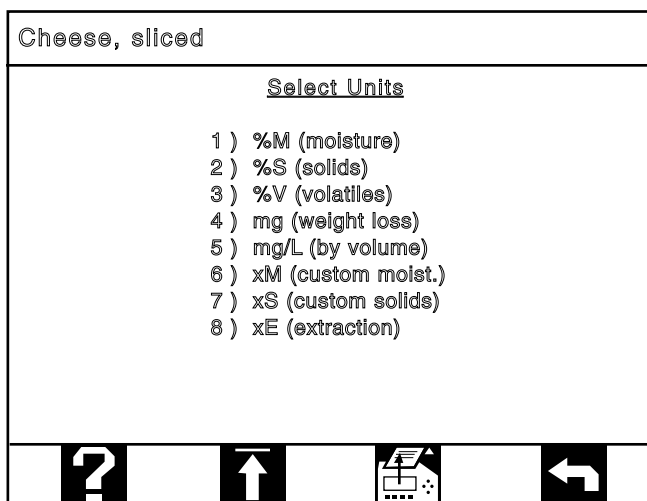 Cheese, sliced
Select Units
1 ) %M (moisture)
2 ) %S (solids)
3 ) %V (volatiles)
4 ) mg (weight loss)
5 ) mg/L (by volume)
6 ) xM (custom moist.)
7 ) xS (custom solids)
8 ) xE (extraction)
?